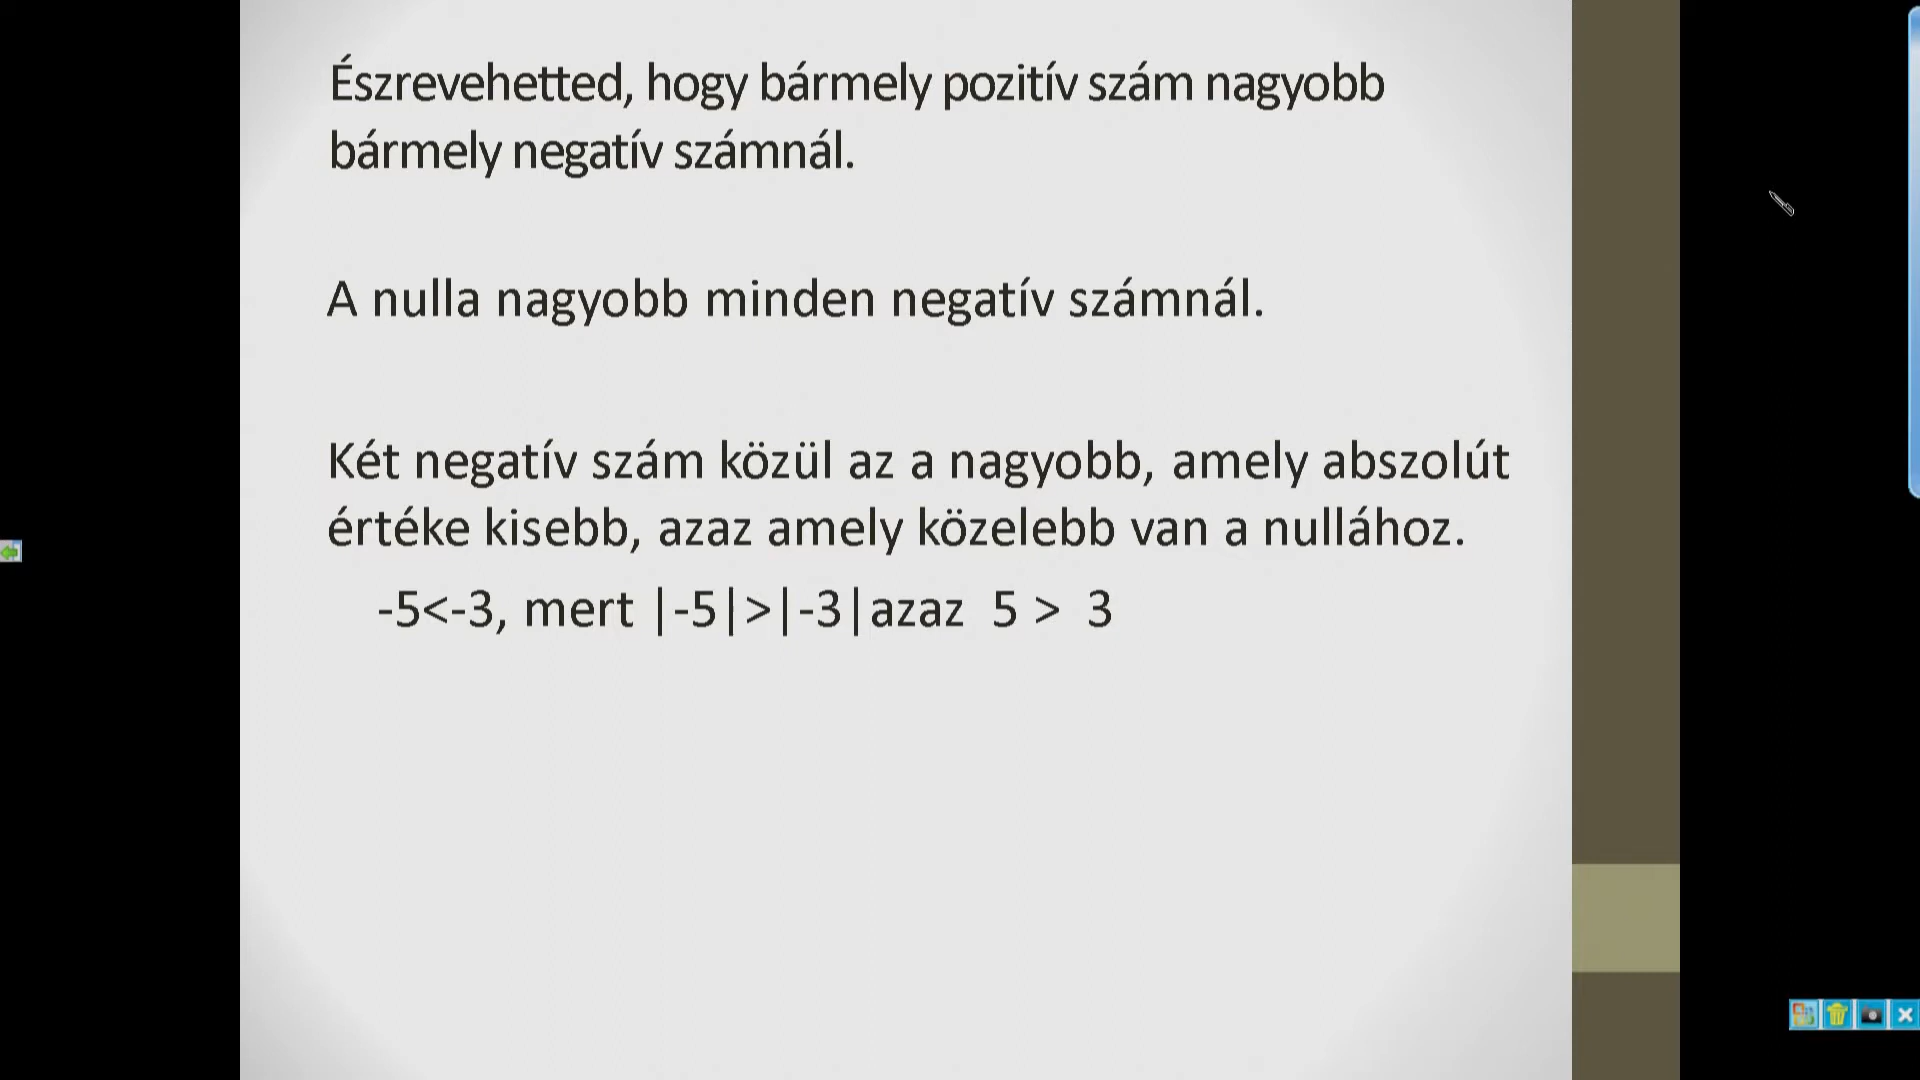 Észrevehetted, hogy bármely pozitív szám nagyobb
bármely negatív számnál.
A nulla nagyobb minden negatív számnál.
Két negatív szám közül az a nagyobb, amely abszolút
értéke kisebb, azaz amely közelebb van a nullához.
-5<-3, mert |-5|>|-3|azaz 5 > 3